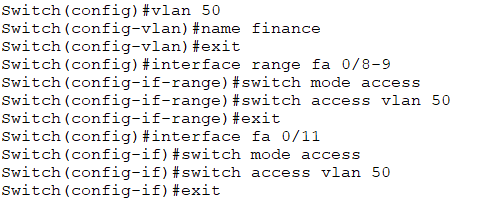 Switch(config)#vlan 50
Switch(config-vlan)#name finance
Switch(config-vlan)#exit
Switch(config)#interface range fa 0/8-9
Switch(config-if-range)#switch mode access
Switch(config-if-range)#switch access vlan 50
Switch(config-if-range)#exit
Switch(config)#interface fa 0/11
Switch(config-if)#switch mode access
Switch(config-if)#switch access vlan 50
Switch(config-if)#exit